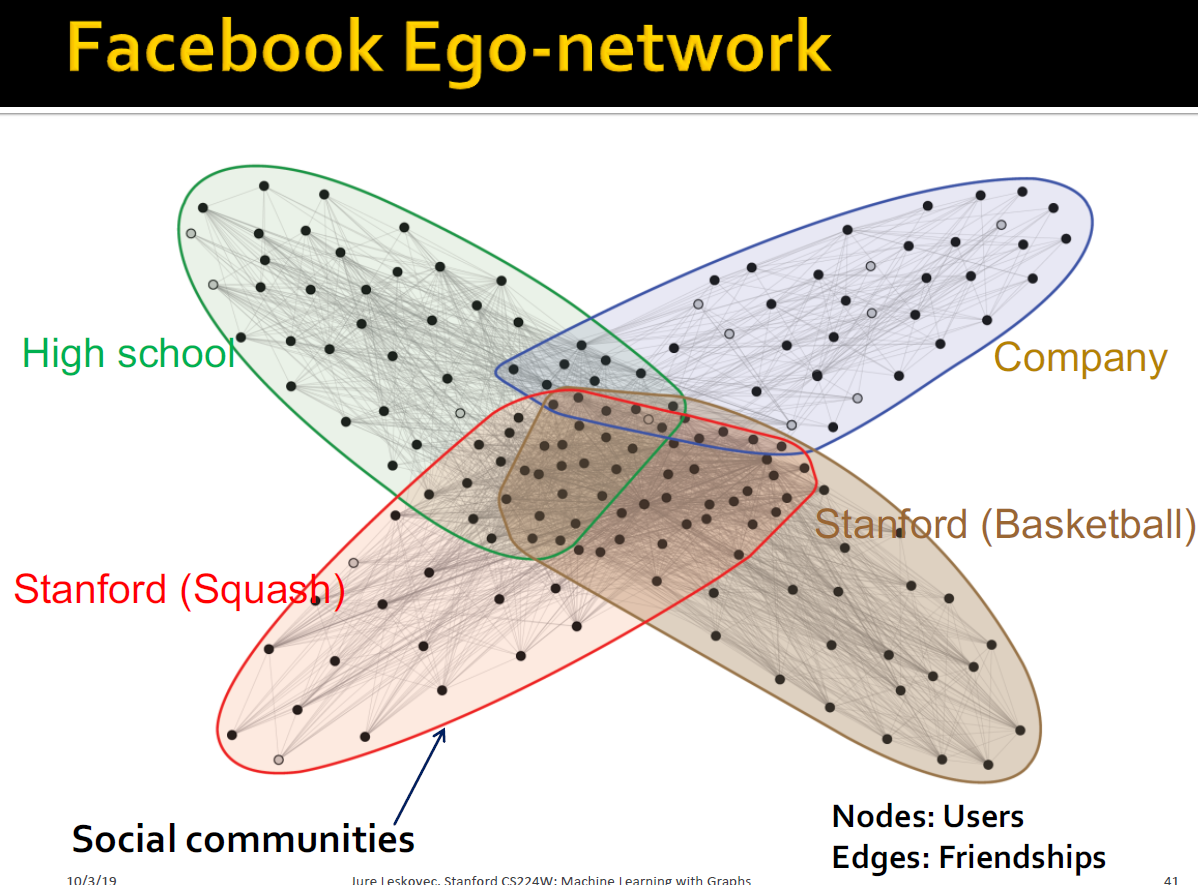 Facebook Ego-network
High school
Company
Stanford (Basketball)
Stanford (Squash)
Social communities
Nodes: Users
Edges: Friendships
10/3/19
Jure Leskovec, Stanford CS224W: Machine Learning with Graphs
41